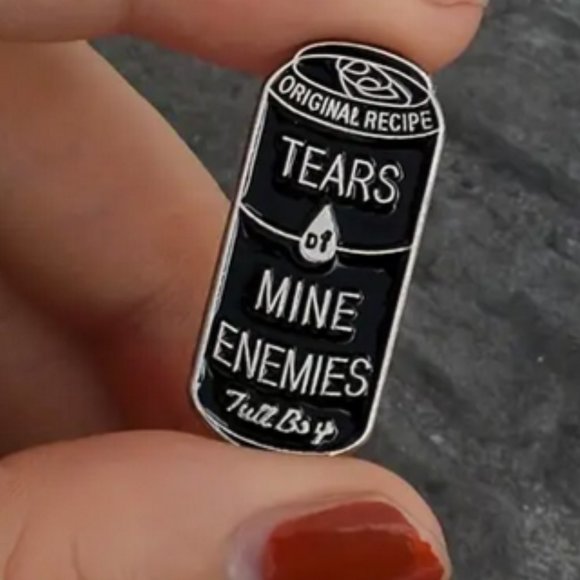 ORIGINAL RECIPE
TEARS
of
MINE
ENEMIES
Tall Boy